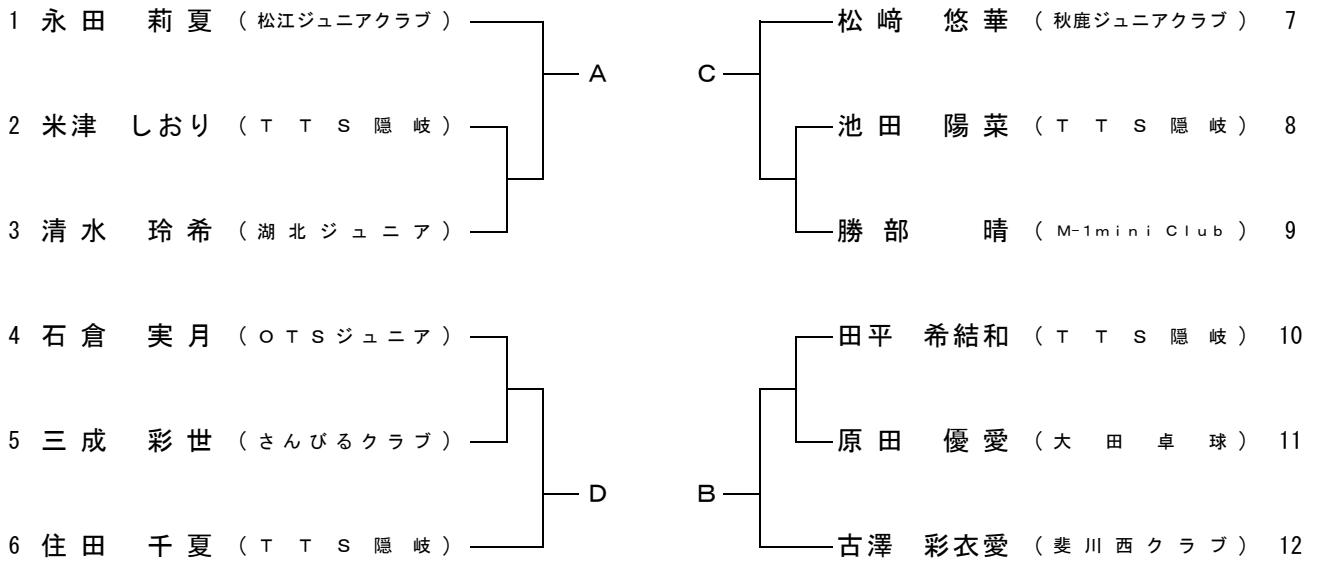 1 永田 莉夏 (松江ジュニアクラブ)
A
2 米津 しおり (TTS隠岐)
3 清水 玲希 (湖北ジュニア)
4 石倉 実月 (OTSジュニア)
5 三成 彩世 (さんびるクラブ)
D
6 住田 千夏 (TTS隠岐)
松﨑 悠華 (秋鹿ジュニアクラブ) 7
C
池田 陽菜 (TTS隠岐) 8
勝部 晴 (M-1mini Club) 9
田平 希結和 (TTS隠岐) 10
原田 優愛 (大田卓球) 11
B
古澤 彩衣愛 (斐川西クラブ) 12